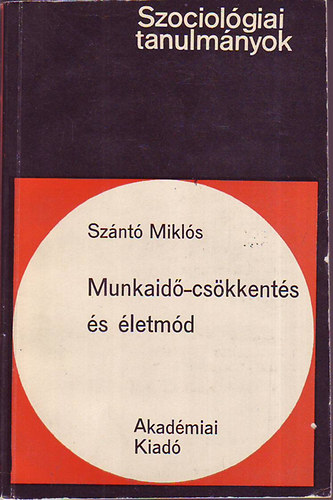 Szociológiai
tanulmányok
Szántó Miklós
Munkaidő-csökkentés
és életmód
Akadémiai
Kiadó